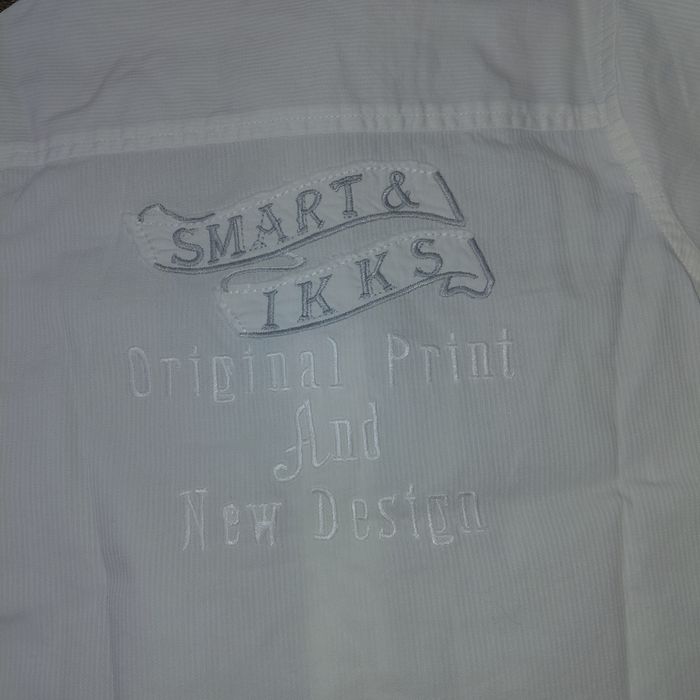 SMART &
IKKS
Original Print
And
New Design